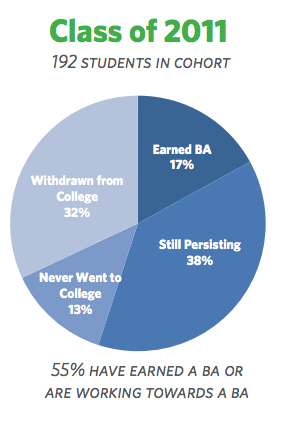 Class of 2011
192 STUDENTS IN COHORT
Earned BA
17%
Withdrawn from
College
32%
Still Persisting
38%
Never Went to
College
13%
55% HAVE EARNED A BA OR
ARE WORKING TOWARDS A BA